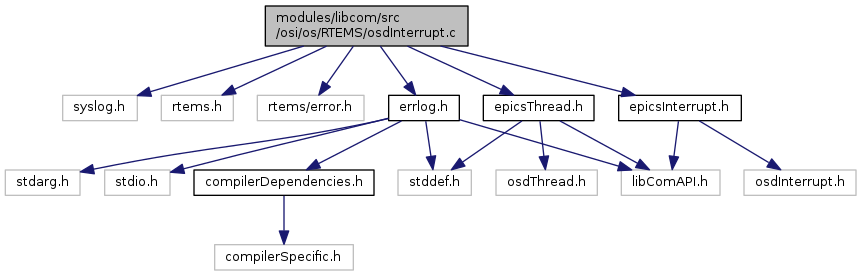 modules/libcom/src
/osi/os/RTEMS/osdInterrupt.c
syslog.h
rtems.h
rtems/error.h
errlog.h
epicsThread.h
epicsInterrupt.h
stdarg.h
stdio.h
compilerDependencies.h
stddef.h
osdThread.h
libComAPI.h
osdInterrupt.h
compilerSpecific.h